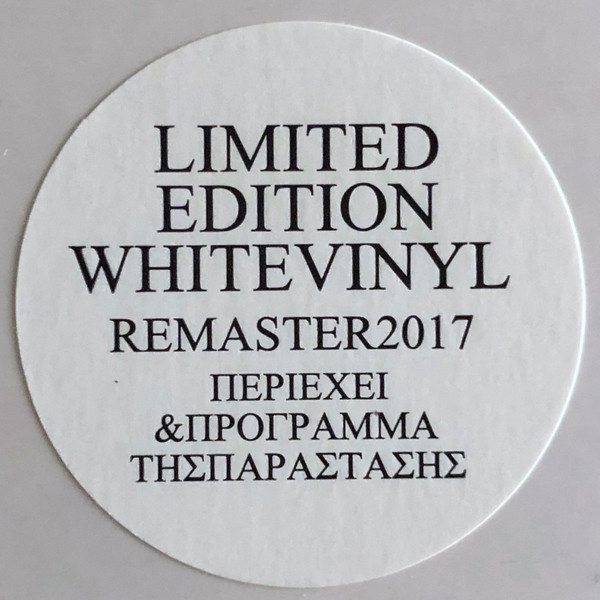 LIMITED
EDITION
WHITEVINYL
REMASTER2017
ΠΕΡΙΕΧΕΙ
&ΠΡΟΓΡΑΜΜΑ
ΤΗΣΠΑΡΑΣΤΑΣΗΣ